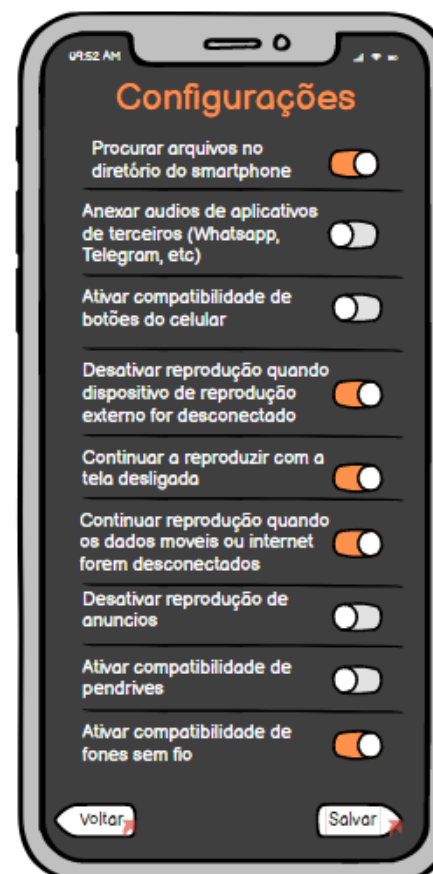 09:52 AM
Configurações
Procurar arquivos no
diretório do smartphone
Anexar audios de aplicativos
de terceiros (Whatsapp,
Telegram, etc)
Ativar compatibilidade de
botões do celular
Desativar reprodução quando
dispositivo de reprodução
externo for desconectado
Continuar a reproduzir com a
tela desligada
Continuar reprodução quando
os dados moveis ou internet
forem desconectados
Desativar reprodução de
anuncios
Ativar compatibilidade de
pendrives
Ativar compatibilidade de
fones sem fio
Voltar
Salvar